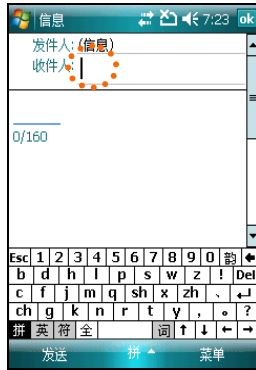 信息 7:23 ok
发件人: (信息)
收件人:
0/160
Esc 1 2 3 4 5 6 7 8 9 0 韵 ←
b d h l p s w z ! Del
c f j m q sh x zh 、 ↵
ch g k n r t y , 。 ?
拼 英 符 全 词 ↑ ↓ ← →
发送 拼 菜单